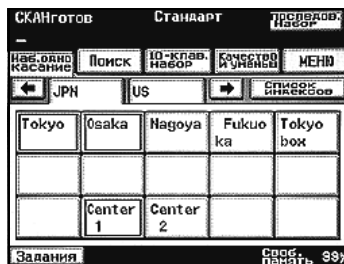 СКАНготов Стандарт последов. Набор
Наб.одно касание Поиск 10-клав. набор Качество и уменьш МЕНЮ
JPN US Список индексов
Tokyo Osaka Nagoya Fukuo ka Tokyo box
Center 1 Center 2
Задания Своб. память 99%